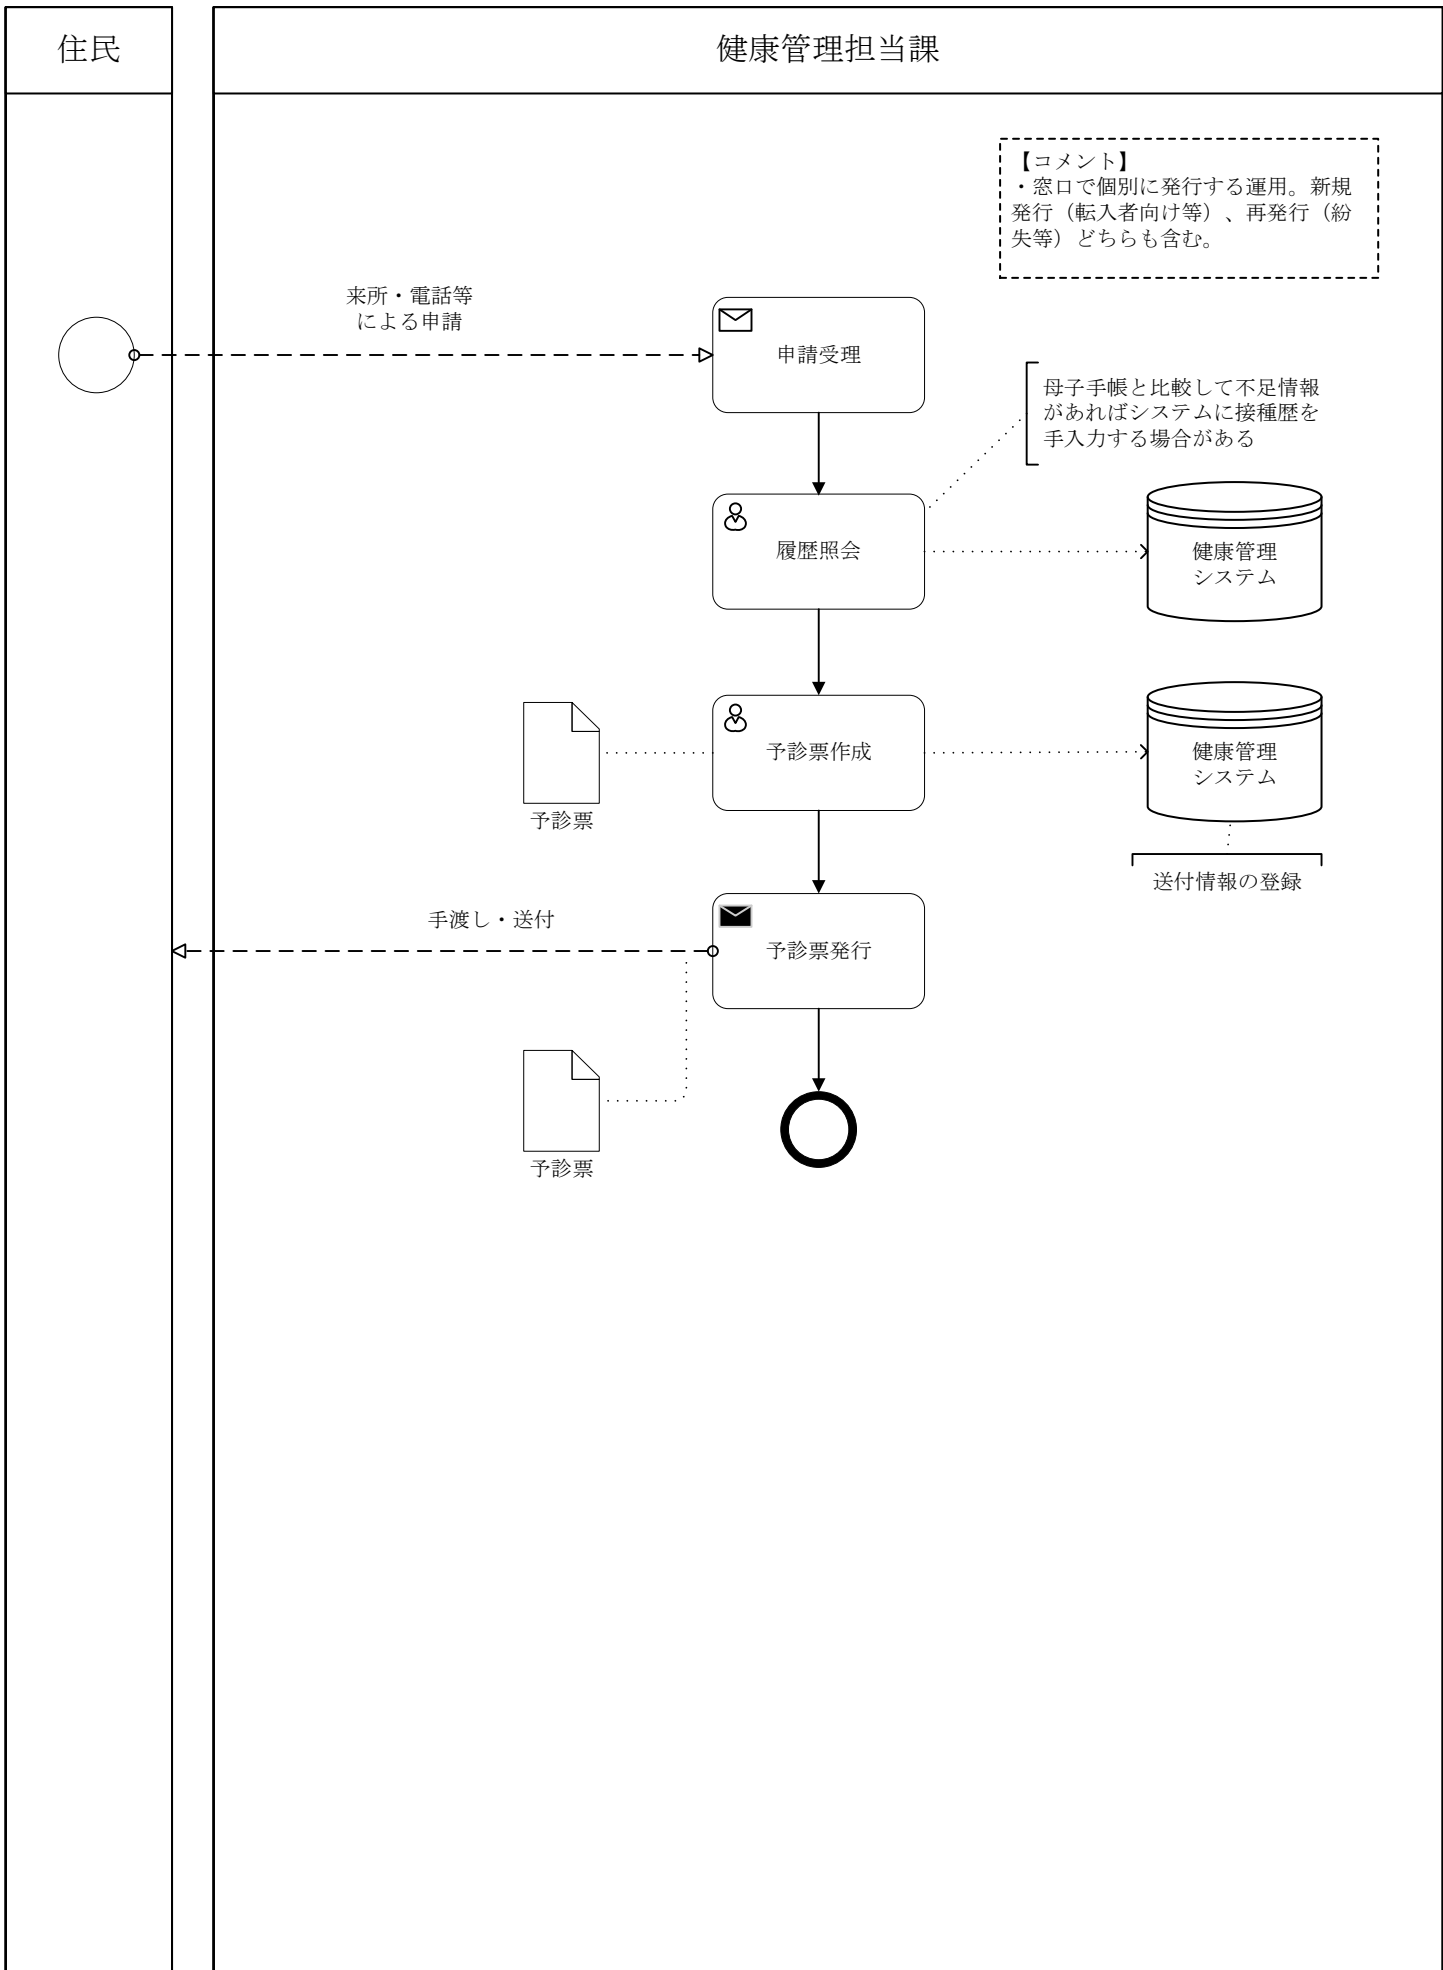 住民
健康管理担当課
【コメント】
・窓口で個別に発行する運用。新規
発行（転入者向け等）、再発行（紛
失等）どちらも含む。
来所・電話等
による申請
申請受理
母子手帳と比較して不足情報
があればシステムに接種歴を
手入力する場合がある
履歴照会
健康管理
システム
予診票作成
健康管理
システム
予診票
送付情報の登録
手渡し・送付
予診票発行
予診票